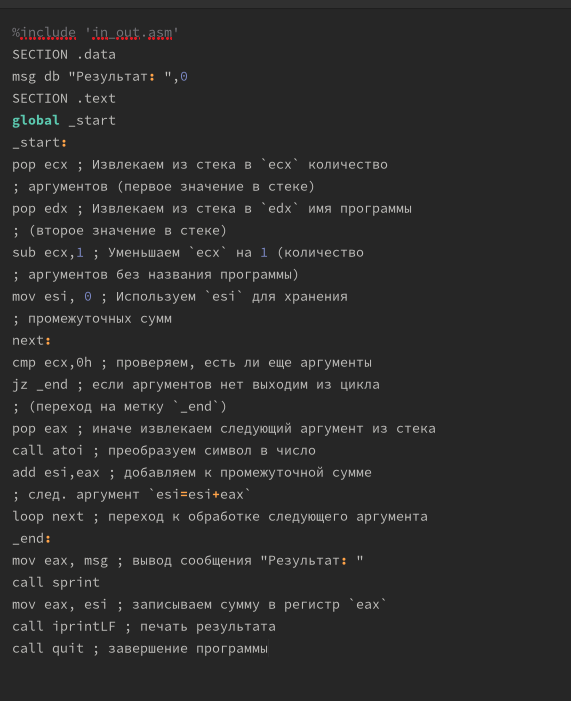 %include 'in_out.asm'
SECTION .data
msg db "Результат: ",0
SECTION .text
global _start
_start:
pop ecx ; Извлекаем из стека в `ecx` количество
; аргументов (первое значение в стеке)
pop edx ; Извлекаем из стека в `edx` имя программы
; (второе значение в стеке)
sub ecx,1 ; Уменьшаем `ecx` на 1 (количество
; аргументов без названия программы)
mov esi, 0 ; Используем `esi` для хранения
; промежуточных сумм
next:
cmp ecx,0h ; проверяем, есть ли еще аргументы
jz _end ; если аргументов нет выходим из цикла
; (переход на метку `_end`)
pop eax ; иначе извлекаем следующий аргумент из стека
call atoi ; преобразуем символ в число
add esi,eax ; добавляем к промежуточной сумме
; след. аргумент `esi=esi+eax`
loop next ; переход к обработке следующего аргумента
_end:
mov eax, msg ; вывод сообщения "Результат: "
call sprint
mov eax, esi ; записываем сумму в регистр `eax`
call iprintLF ; печать результата
call quit ; завершение программы